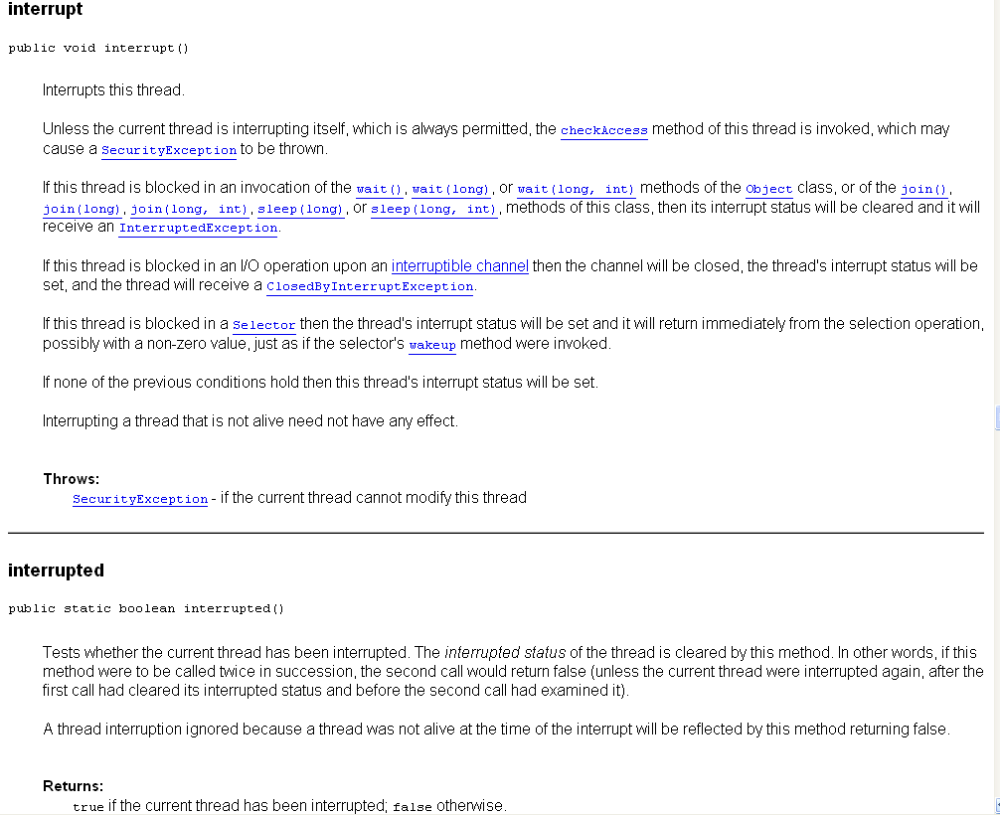 interrupt
public void interrupt()
Interrupts this thread.
Unless the current thread is interrupting itself, which is always permitted, the checkAccess method of this thread is invoked, which may
cause a SecurityException to be thrown.
If this thread is blocked in an invocation of the wait(), wait(long), or wait(long, int) methods of the Object class, or of the join(),
join(long), join(long, int), sleep(long), or sleep(long, int), methods of this class, then its interrupt status will be cleared and it will
receive an InterruptedException.
If this thread is blocked in an I/O operation upon an interruptible channel then the channel will be closed, the thread's interrupt status will be
set, and the thread will receive a ClosedByInterruptException.
If this thread is blocked in a Selector then the thread's interrupt status will be set and it will return immediately from the selection operation,
possibly with a non-zero value, just as if the selector's wakeup method were invoked.
If none of the previous conditions hold then this thread's interrupt status will be set.
Interrupting a thread that is not alive need not have any effect.
Throws:
SecurityException - if the current thread cannot modify this thread
interrupted
public static boolean interrupted()
Tests whether the current thread has been interrupted. The interrupted status of the thread is cleared by this method. In other words, if this
method were to be called twice in succession, the second call would return false (unless the current thread were interrupted again, after the
first call had cleared its interrupted status and before the second call had examined it).
A thread interruption ignored because a thread was not alive at the time of the interrupt will be reflected by this method returning false.
Returns:
true if the current thread has been interrupted; false otherwise.